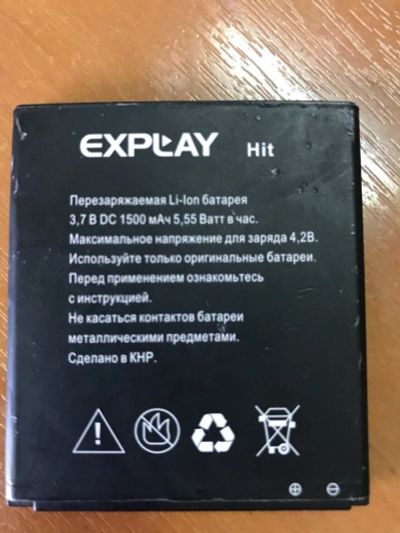 EXPLAY Hit
Перезаряжаемая Li-Ion батарея
3,7 В DC 1500 мАч 5,55 Ватт в час.
Максимальное напряжение для заряда 4,2В.
Используйте только оригинальные батареи.
Перед применением ознакомьтесь
с инструкцией.
Не касаться контактов батареи
металлическими предметами.
Сделано в КНР.